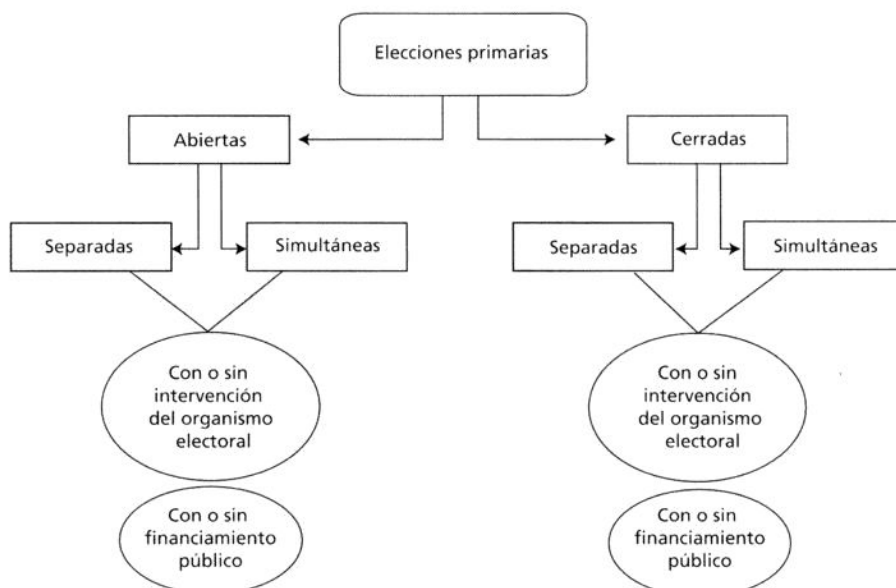 Elecciones primarias
Abiertas
Cerradas
Separadas
Simultáneas
Separadas
Simultáneas
Con o sin
intervención
del organismo
electoral
Con o sin
intervención
del organismo
electoral
Con o sin
financiamiento
público
Con o sin
financiamiento
público